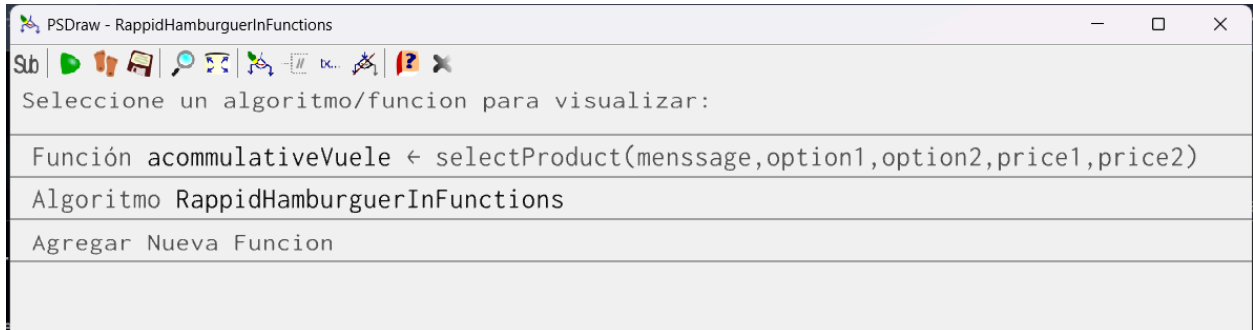 PSDraw - RappidHamburguerInFunctions
Sub tx...
Seleccione un algoritmo/funcion para visualizar:
Función acommulativeVuele ← selectProduct(menssage,option1,option2,price1,price2)
Algoritmo RappidHamburguerInFunctions
Agregar Nueva Funcion